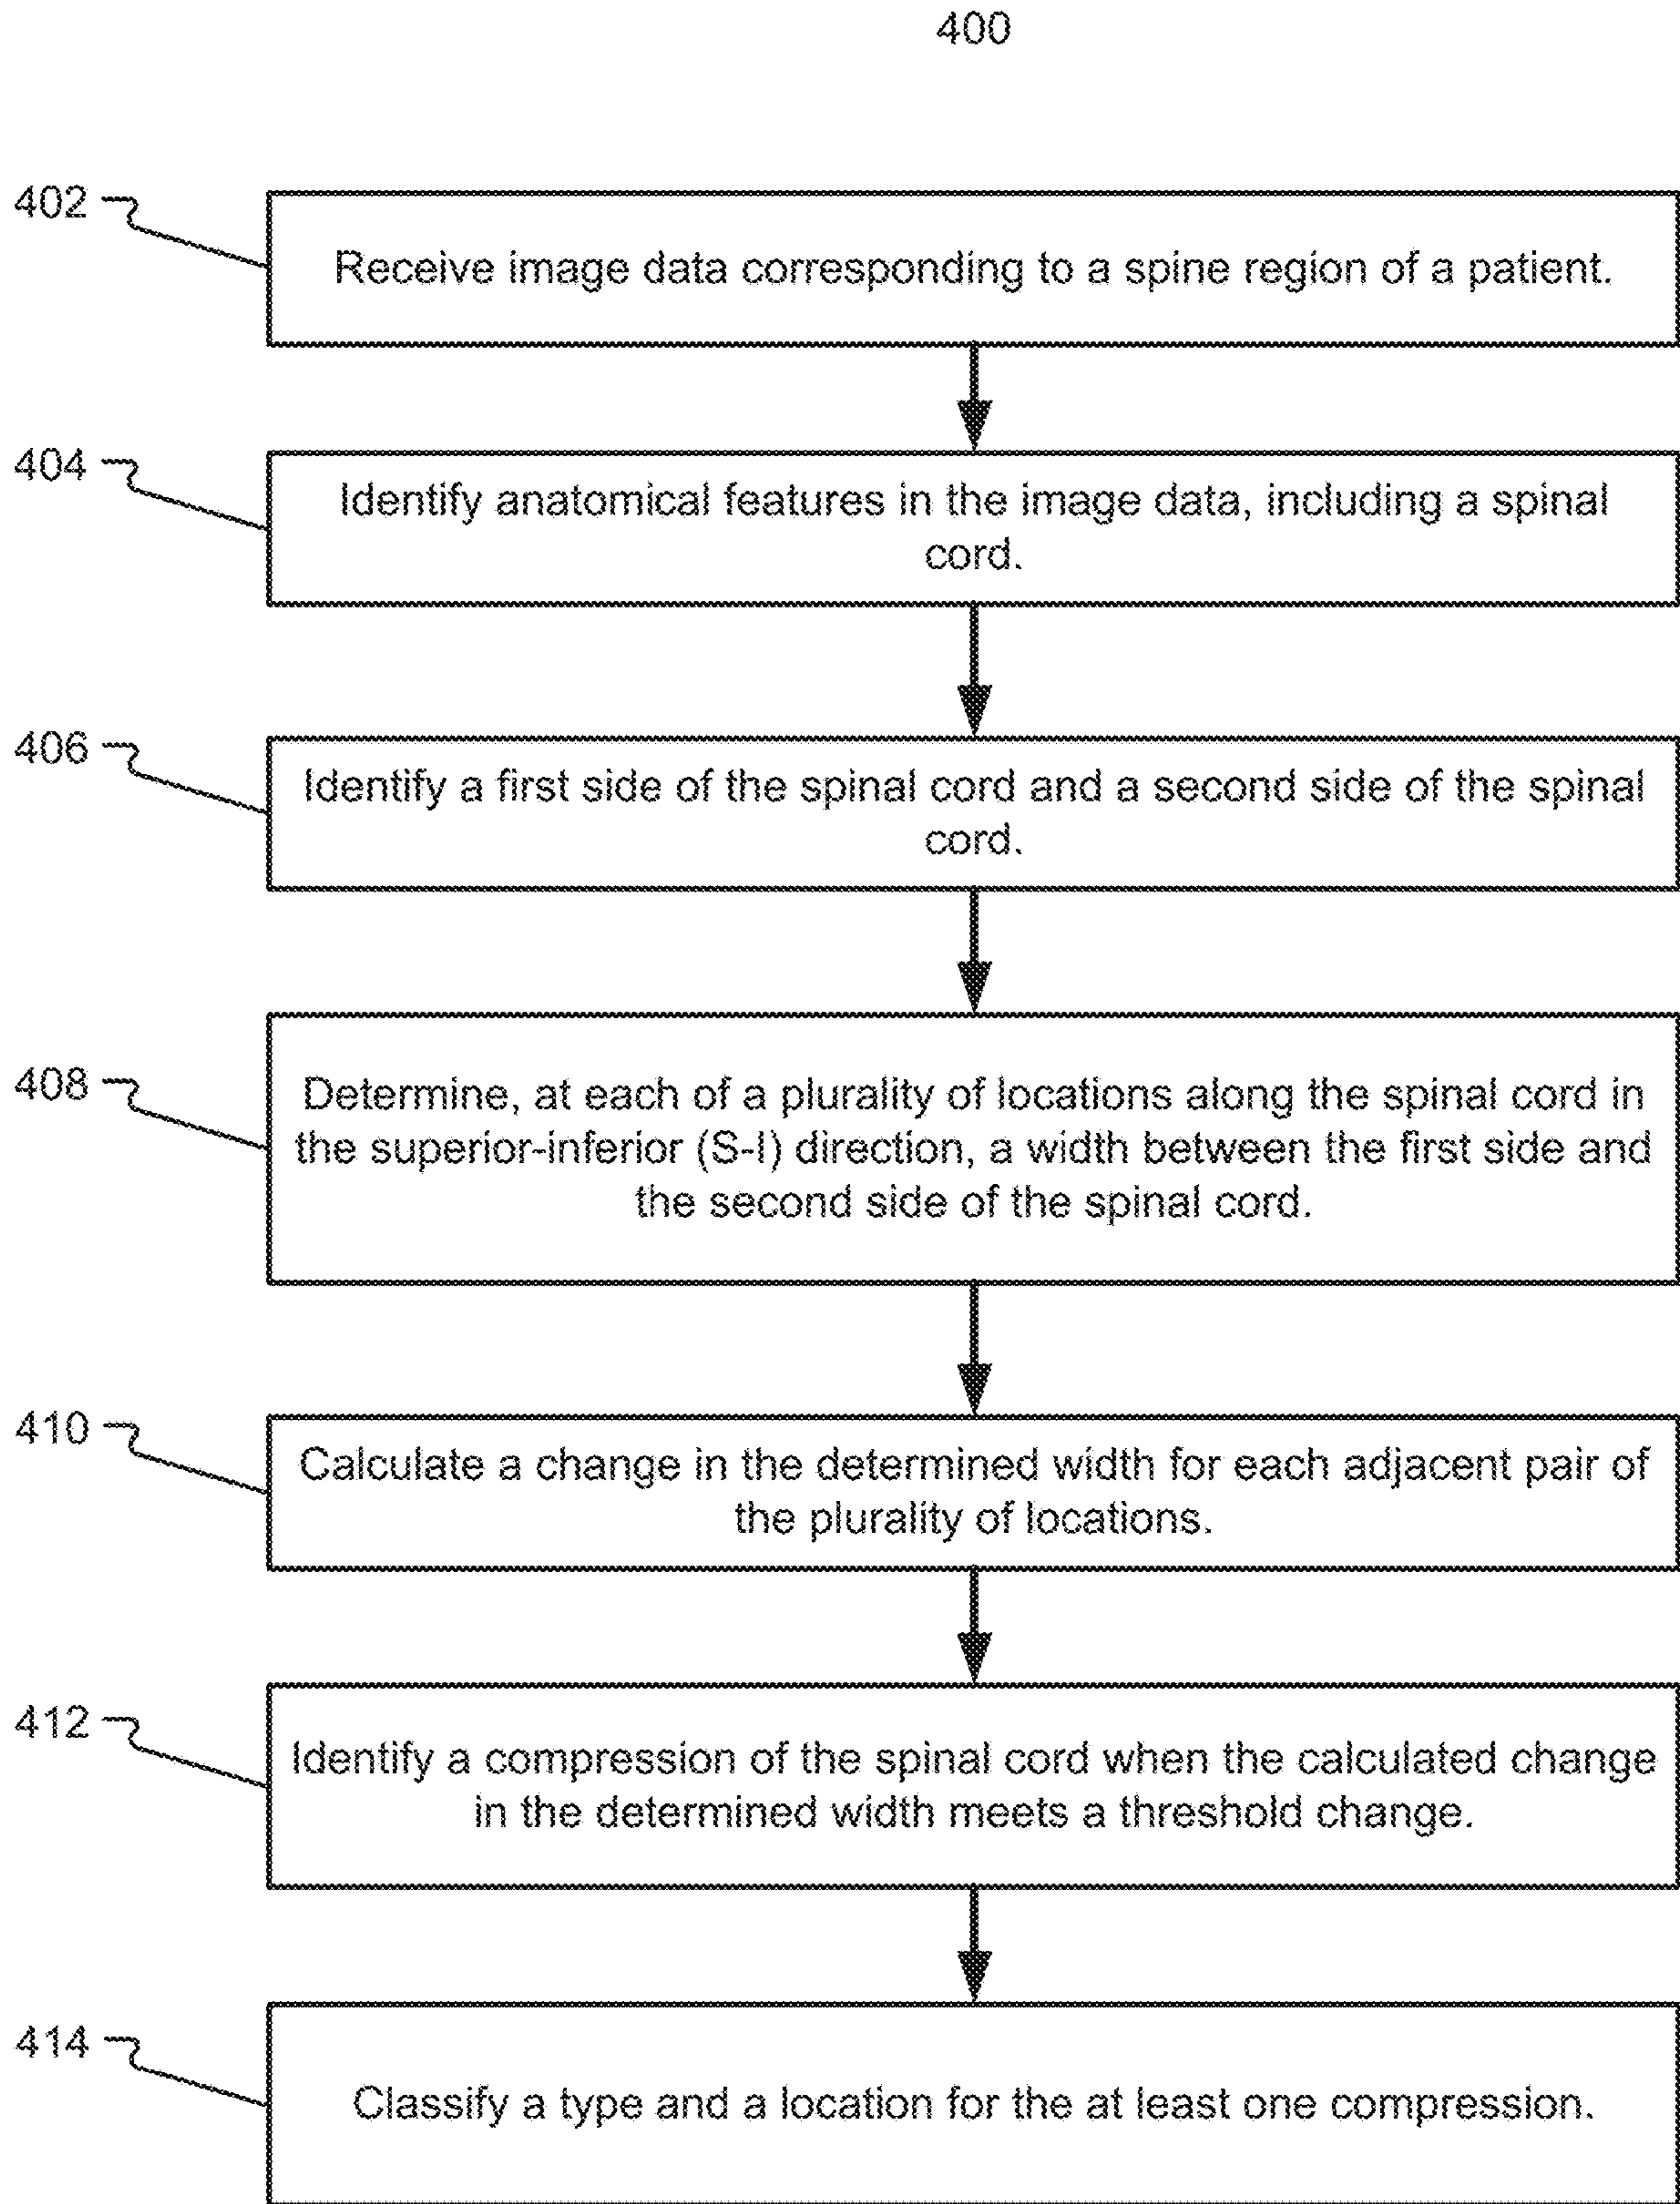 400
402
Receive image data corresponding to a spine region of a patient.
404
Identify anatomical features in the image data, including a spinal
cord.
406
Identify a first side of the spinal cord and a second side of the spinal
cord.
408
Determine, at each of a plurality of locations along the spinal cord in
the superior-inferior (S-I) direction, a width between the first side and
the second side of the spinal cord.
410
Calculate a change in the determined width for each adjacent pair of
the plurality of locations.
412
Identify a compression of the spinal cord when the calculated change
in the determined width meets a threshold change.
414
Classify a type and a location for the at least one compression.